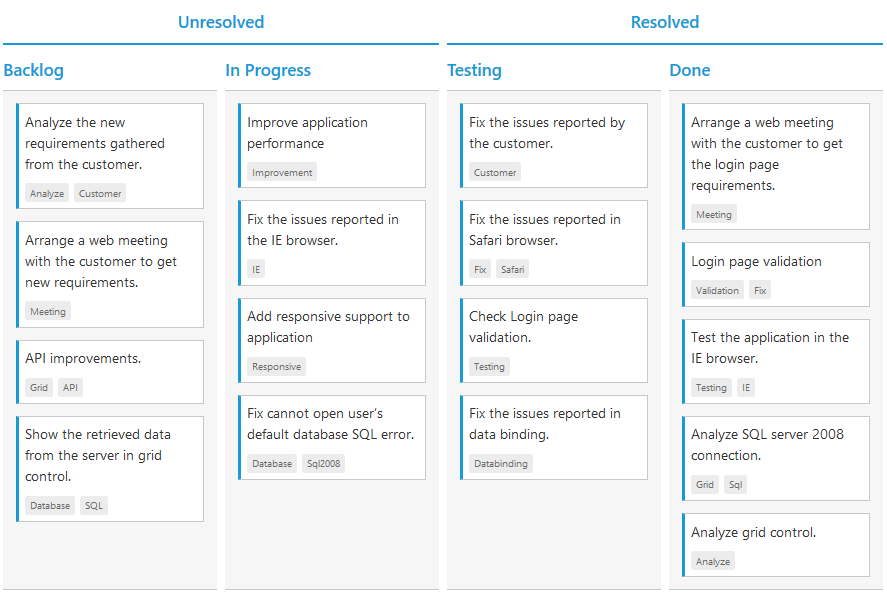 Unresolved
Resolved
Backlog
In Progress
Testing
Done
Analyze the new
requirements gathered
from the customer.
Analyze Customer
Arrange a web meeting
with the customer to get
new requirements.
Meeting
API improvements.
Grid API
Show the retrieved data
from the server in grid
control.
Database SQL
Improve application
performance
Improvement
Fix the issues reported in
the IE browser.
IE
Add responsive support to
application
Responsive
Fix cannot open user's
default database SQL error.
Database Sql2008
Fix the issues reported by
the customer.
Customer
Fix the issues reported in
Safari browser.
Fix Safari
Check Login page
validation.
Testing
Fix the issues reported in
data binding.
Databinding
Arrange a web meeting
with the customer to get
the login page
requirements.
Meeting
Login page validation
Validation Fix
Test the application in the
IE browser.
Testing IE
Analyze SQL server 2008
connection.
Grid Sql
Analyze grid control.
Analyze